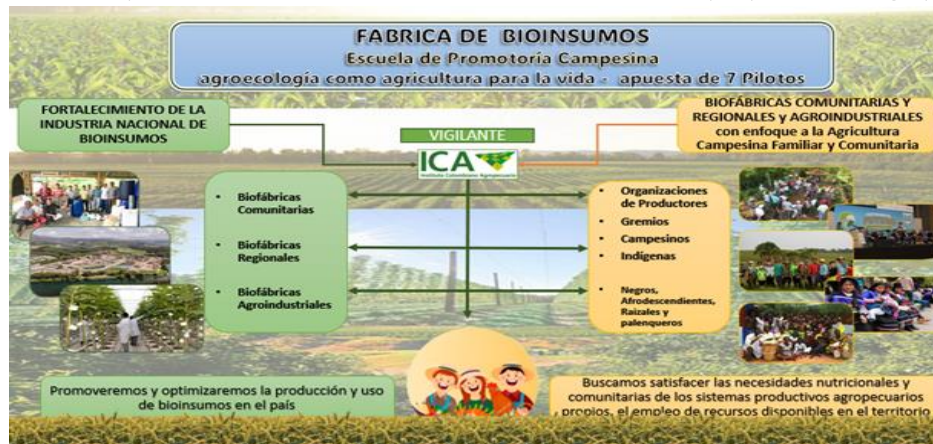 FABRICA DE BIOINSUMOS
Escuela de Promotoría Campesina
agroecología como agricultura para la vida - apuesta de 7 Pilotos
FORTALECIMIENTO DE LA
INDUSTRIA NACIONAL DE
BIOINSUMOS
BIOFÁBRICAS COMUNITARIAS Y
REGIONALES y AGROINDUSTRIALES
con enfoque a la Agricultura
Campesina Familiar y Comunitaria
VIGILANTE
ICA
Instituto Colombiano Agropecuario
• Biofábricas
Comunitarias
• Biofábricas
Regionales
• Biofábricas
Agroindustriales
• Organizaciones
de Productores
• Gremios
• Campesinos
• Indígenas
• Negros,
Afrodescendientes,
Raizales y
palenqueros
Promoveremos y optimizaremos la producción y uso
de bioinsumos en el país
Buscamos satisfacer las necesidades nutricionales y
comunitarias de los sistemas productivos agropecuarios
propios, el empleo de recursos disponibles en el territorio